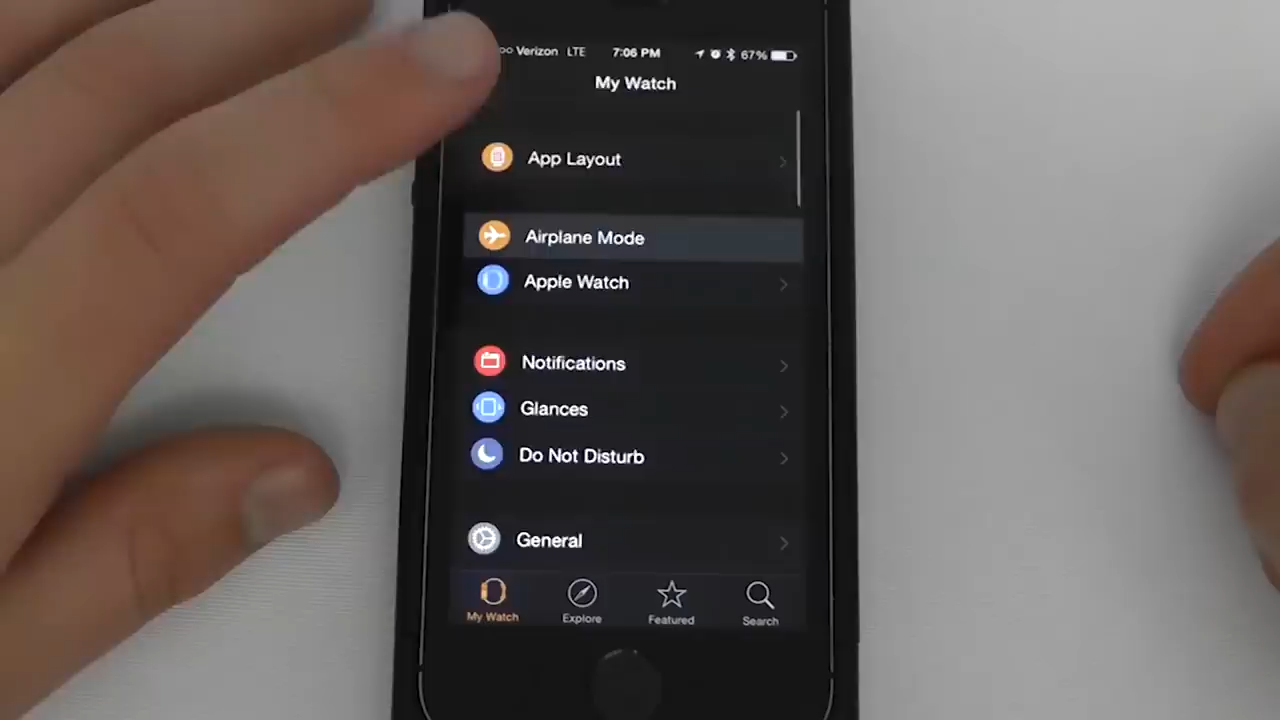 Verizon LTE 7:06 PM 67%
My Watch
App Layout
Airplane Mode
Apple Watch
Notifications
Glances
Do Not Disturb
General
My Watch Explore Featured Search